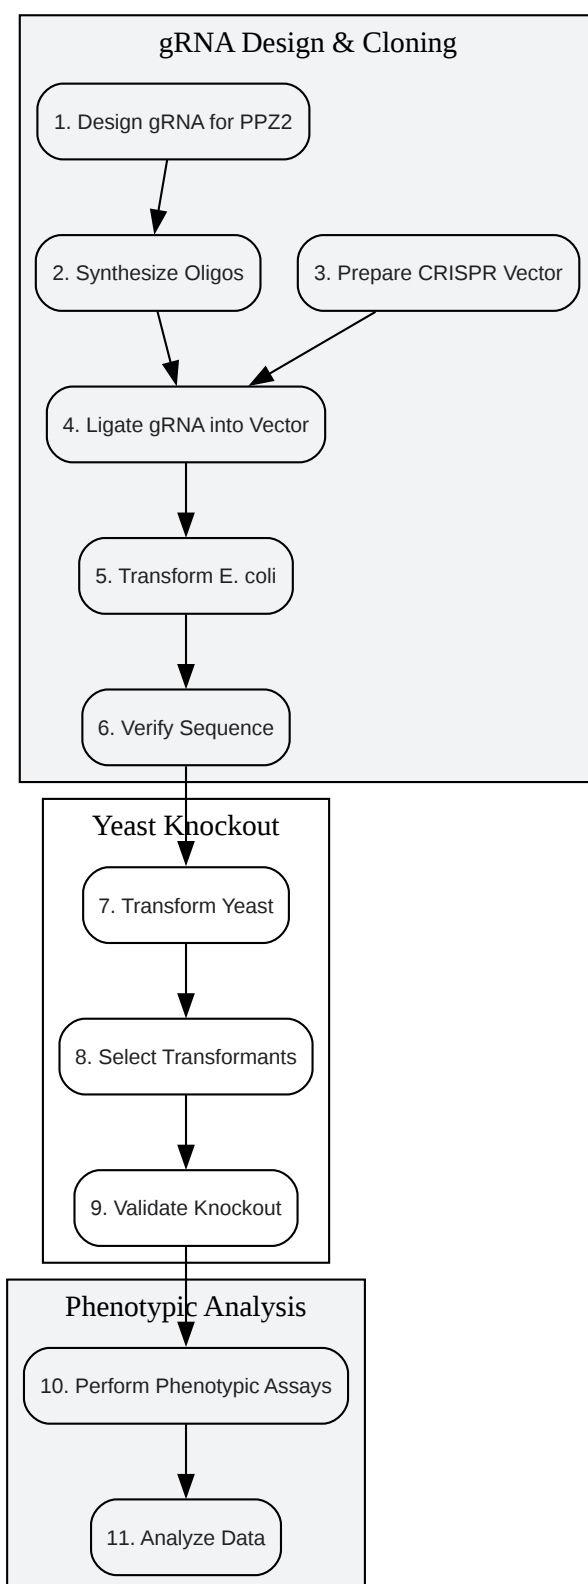 gRNA Design & Cloning
1. Design gRNA for PPZ2
2. Synthesize Oligos
3. Prepare CRISPR Vector
4. Ligate gRNA into Vector
5. Transform E. coli
6. Verify Sequence
Yeast Knockout
7. Transform Yeast
8. Select Transformants
9. Validate Knockout
Phenotypic Analysis
10. Perform Phenotypic Assays
11. Analyze Data